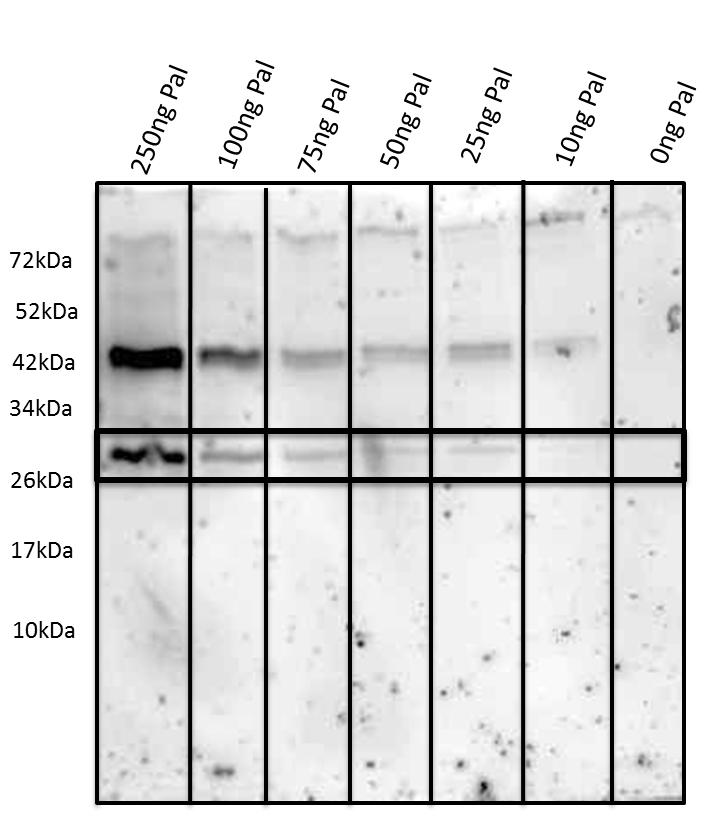 250ng Pal
100ng Pal
75ng Pal
50ng Pal
25ng Pal
10ng Pal
0ng Pal
72kDa
52kDa
42kDa
34kDa
26kDa
17kDa
10kDa